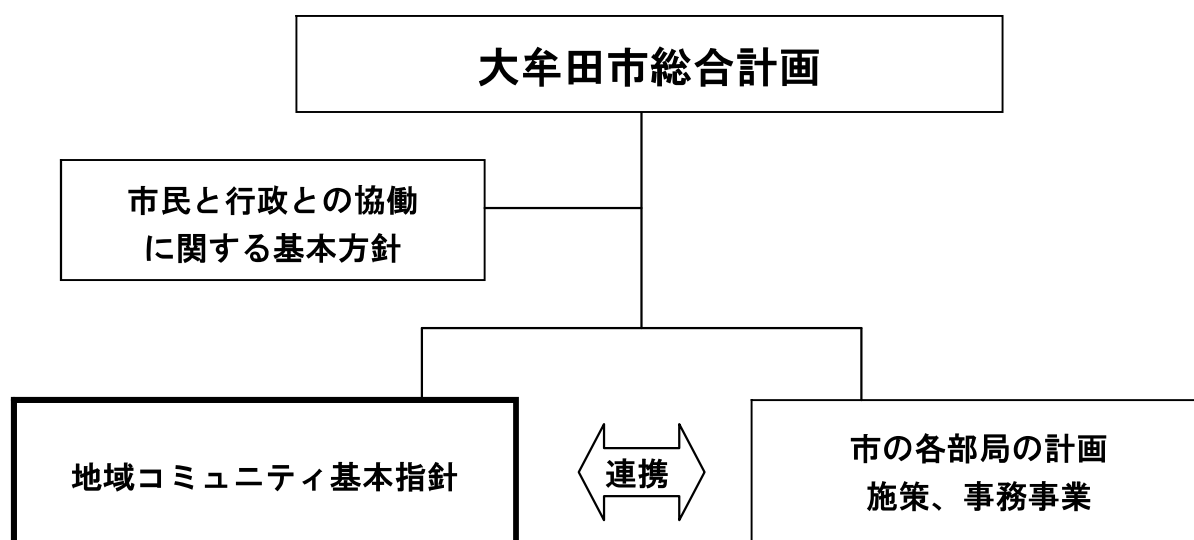 大牟田市総合計画
市民と行政との協働
に関する基本方針
地域コミュニティ基本指針
連携
市の各部局の計画
施策、事務事業